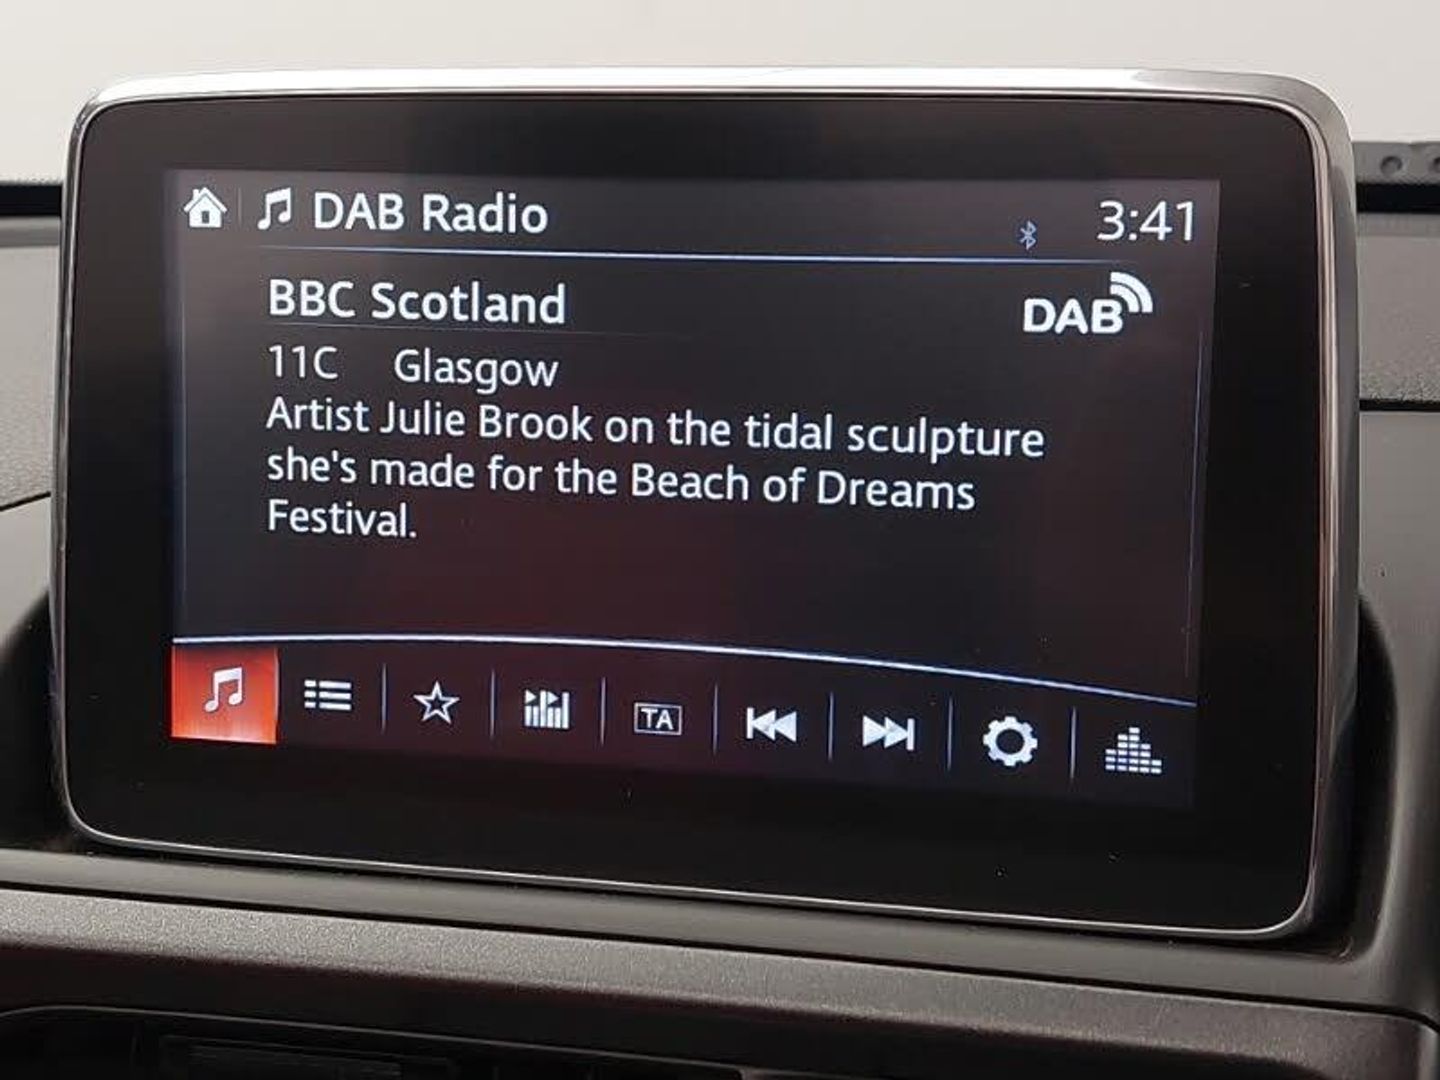 DAB Radio
3:41
BBC Scotland
DAB
11C Glasgow
Artist Julie Brook on the tidal sculpture
she's made for the Beach of Dreams
Festival.
TA